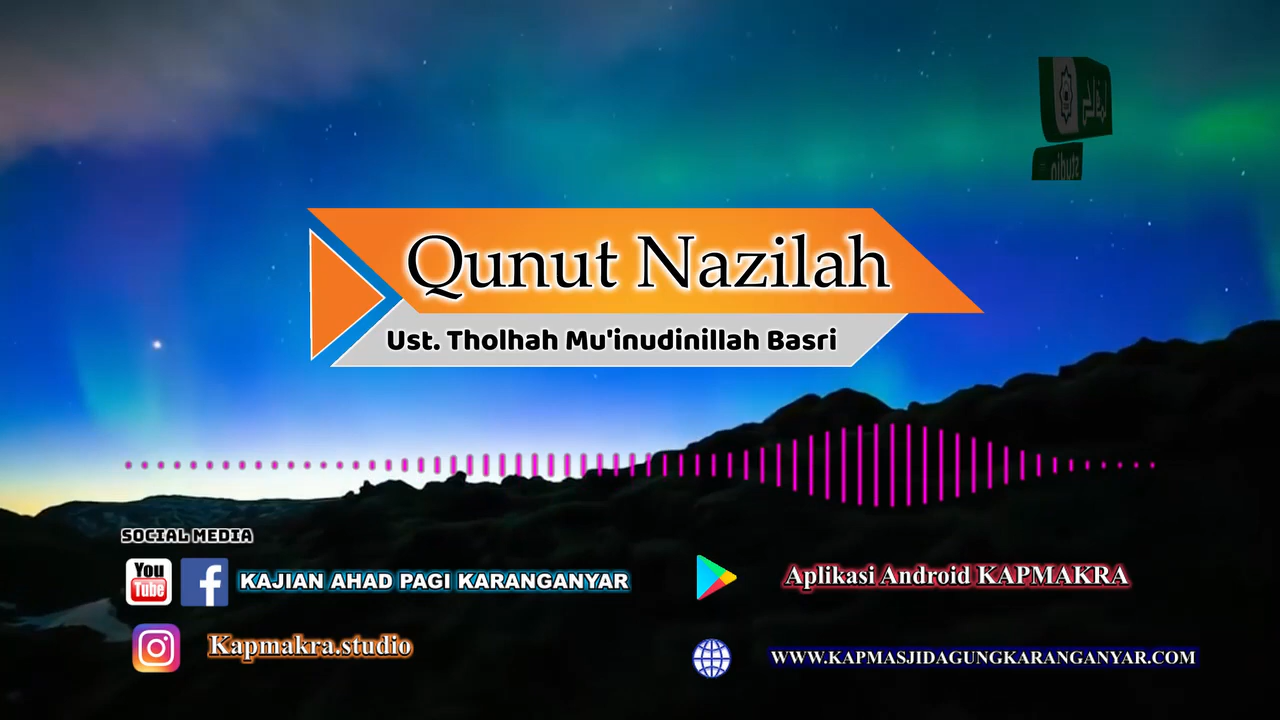 Qunut Nazilah
Ust. Tholhah Mu'inudinillah Basri
SOCIAL MEDIA
You
Tube
KAJIAN AHAD PAGI KARANGANYAR
Aplikasi Android KAPMAKRA
Kapmakra.studio
WWW.KAPMASJIDAGUNGKARANGANYAR.COM
studio